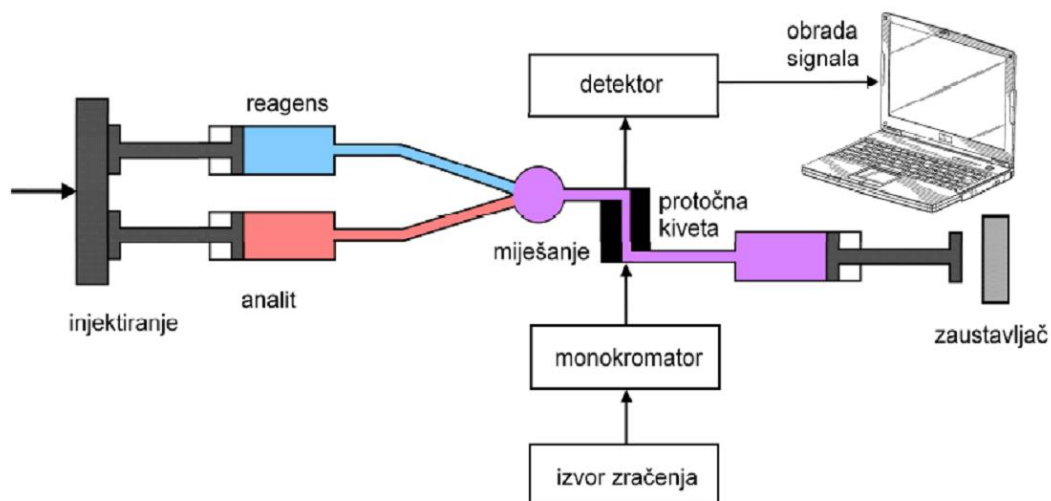 obrada
signala
detektor
reagens
protočna
kiveta
miješanje
analit
injektiranje
zaustavljač
monokromator
izvor zračenja